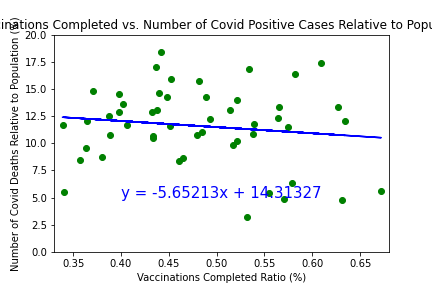 inations Completed vs. Number of Covid Positive Cases Relative to Popu
Number of Covid Deaths Relative to Population (%)
20.0
17.5
15.0
12.5
10.0
7.5
5.0
2.5
0.0
y = -5.65213x + 14.31327
0.35 0.40 0.45 0.50 0.55 0.60 0.65
Vaccinations Completed Ratio (%)